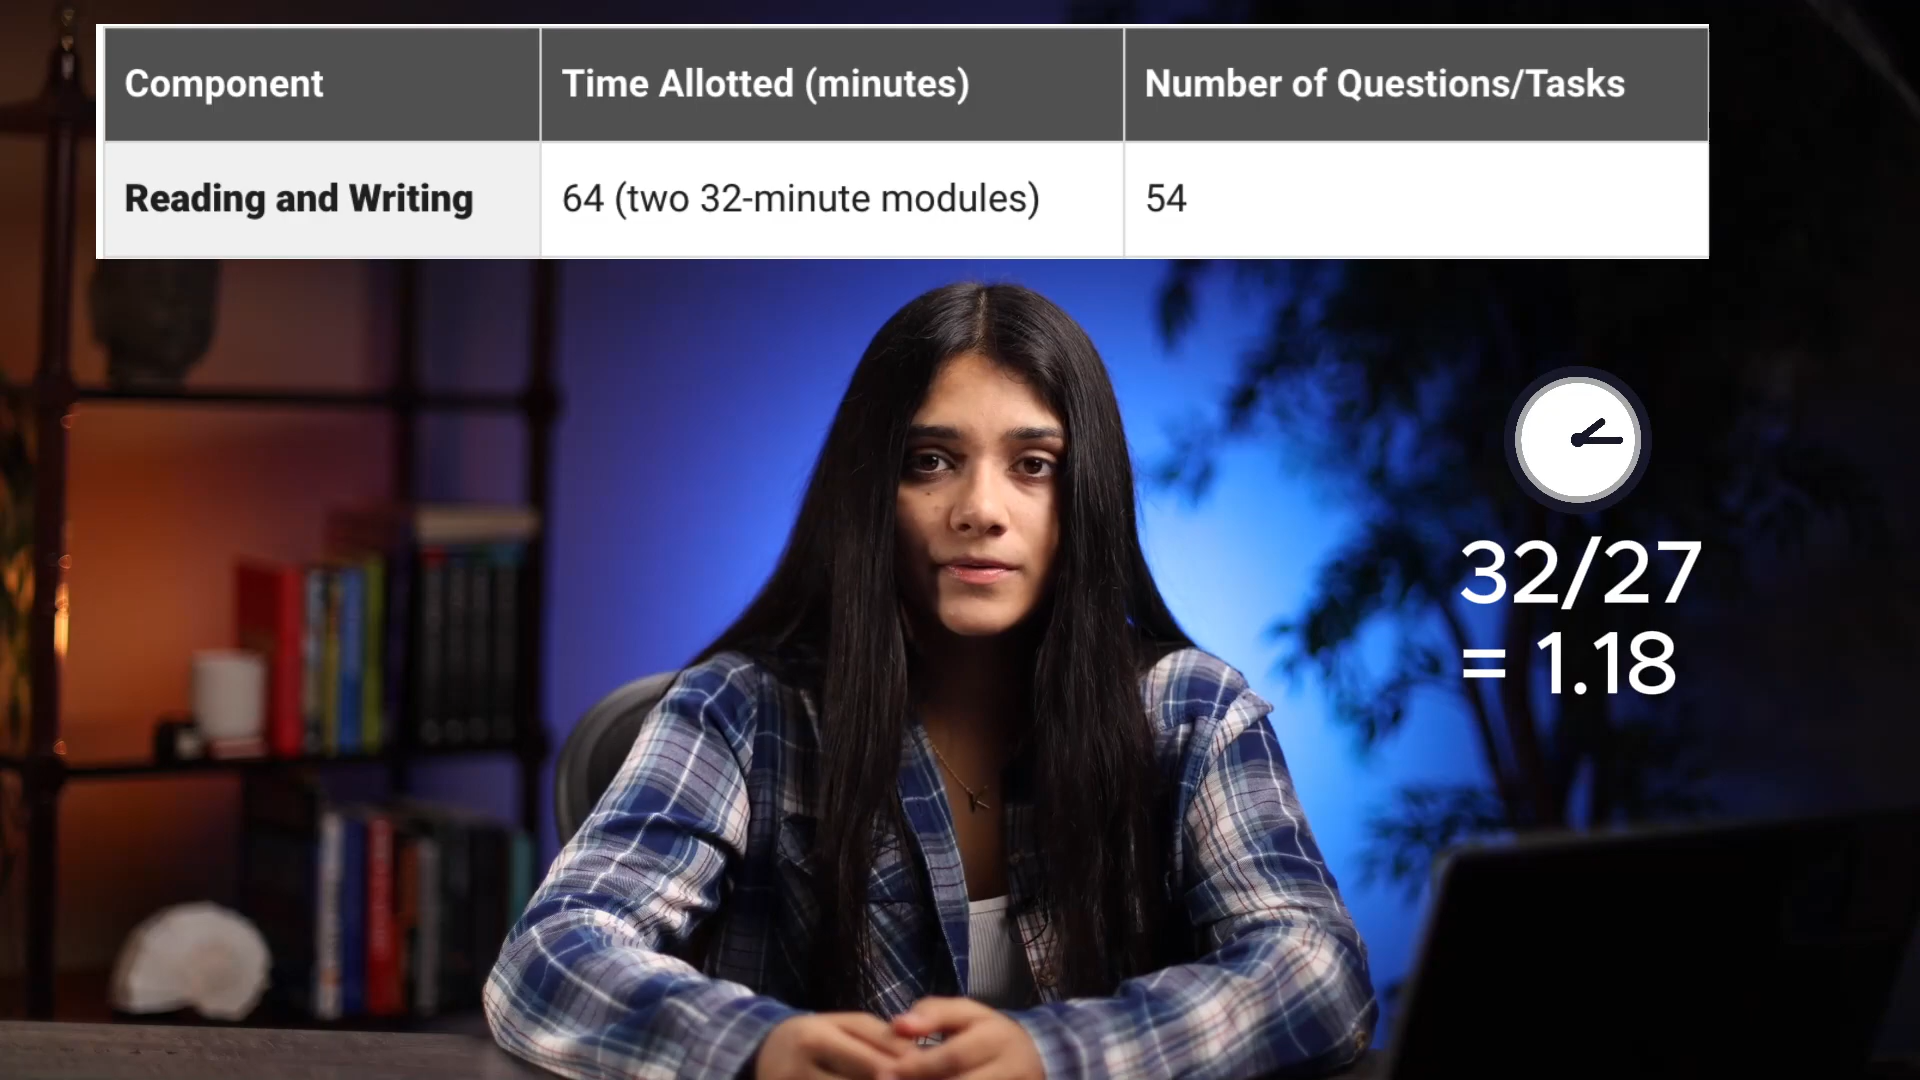 Component Time Allotted (minutes) Number of Questions/Tasks
Reading and Writing 64 (two 32-minute modules) 54
32/27
= 1.18